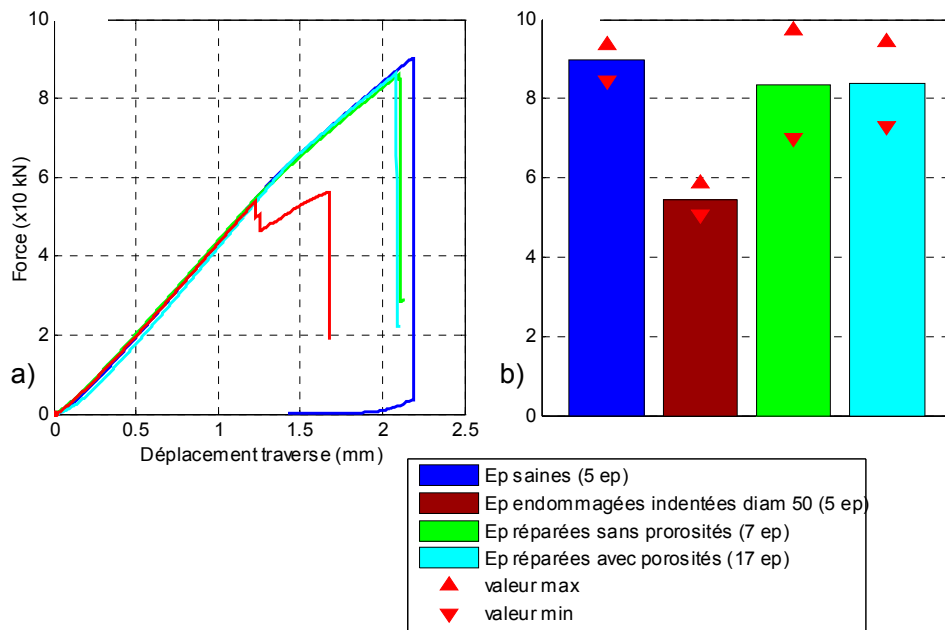 10
8
6
4
2
0
Force (x10 kN)
a)
0
0.5
1
1.5
2
2.5
Déplacement traverse (mm)
10
8
6
4
2
0
b)
Ep saines (5 ep)
Ep endommagées indentées diam 50 (5 ep)
Ep réparées sans prorosités (7 ep)
Ep réparées avec porosités (17 ep)
valeur max
valeur min